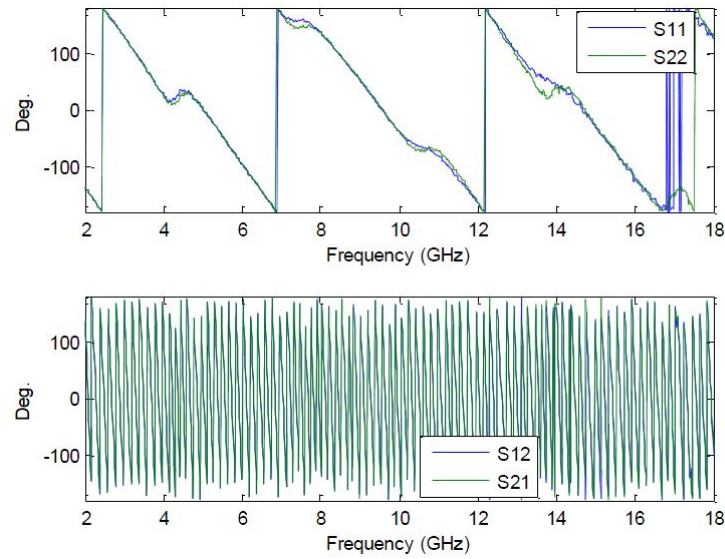 100
0
-100
Deg.
S11
S22
2 4 6 8 10 12 14 16 18
Frequency (GHz)
100
0
-100
Deg.
S12
S21
2 4 6 8 10 12 14 16 18
Frequency (GHz)